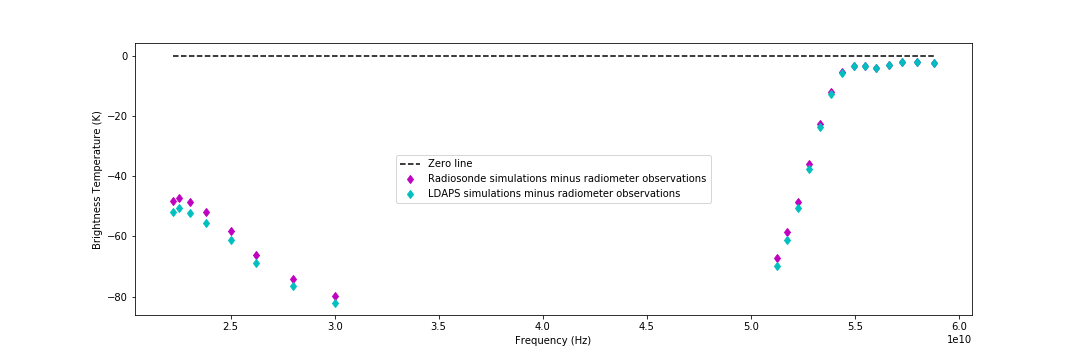 0
−20
−40
−60
−80
Brightness Temperature (K)
Zero line
Radiosonde simulations minus radiometer observations
LDAPS simulations minus radiometer observations
2.5 3.0 3.5 4.0 4.5 5.0 5.5 6.0
1e10
Frequency (Hz)